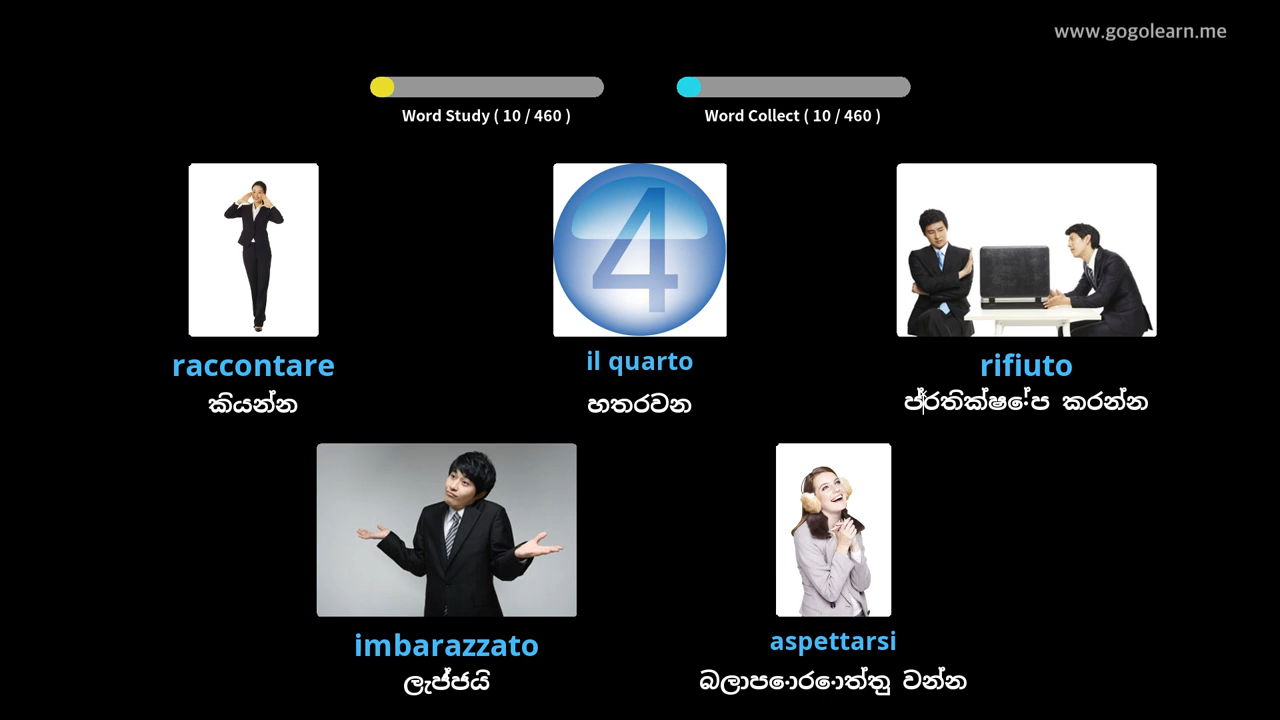 www.gogolearn.me
Word Study ( 10 / 460 )
Word Collect ( 10 / 460 )
4
raccontare
කියන්න
il quarto
හතරවන
rifiuto
ප්රතික්ෂේප කරන්න
imbarazzato
ලැජ්ජයි
aspettarsi
බලාපොරොත්තු වන්න